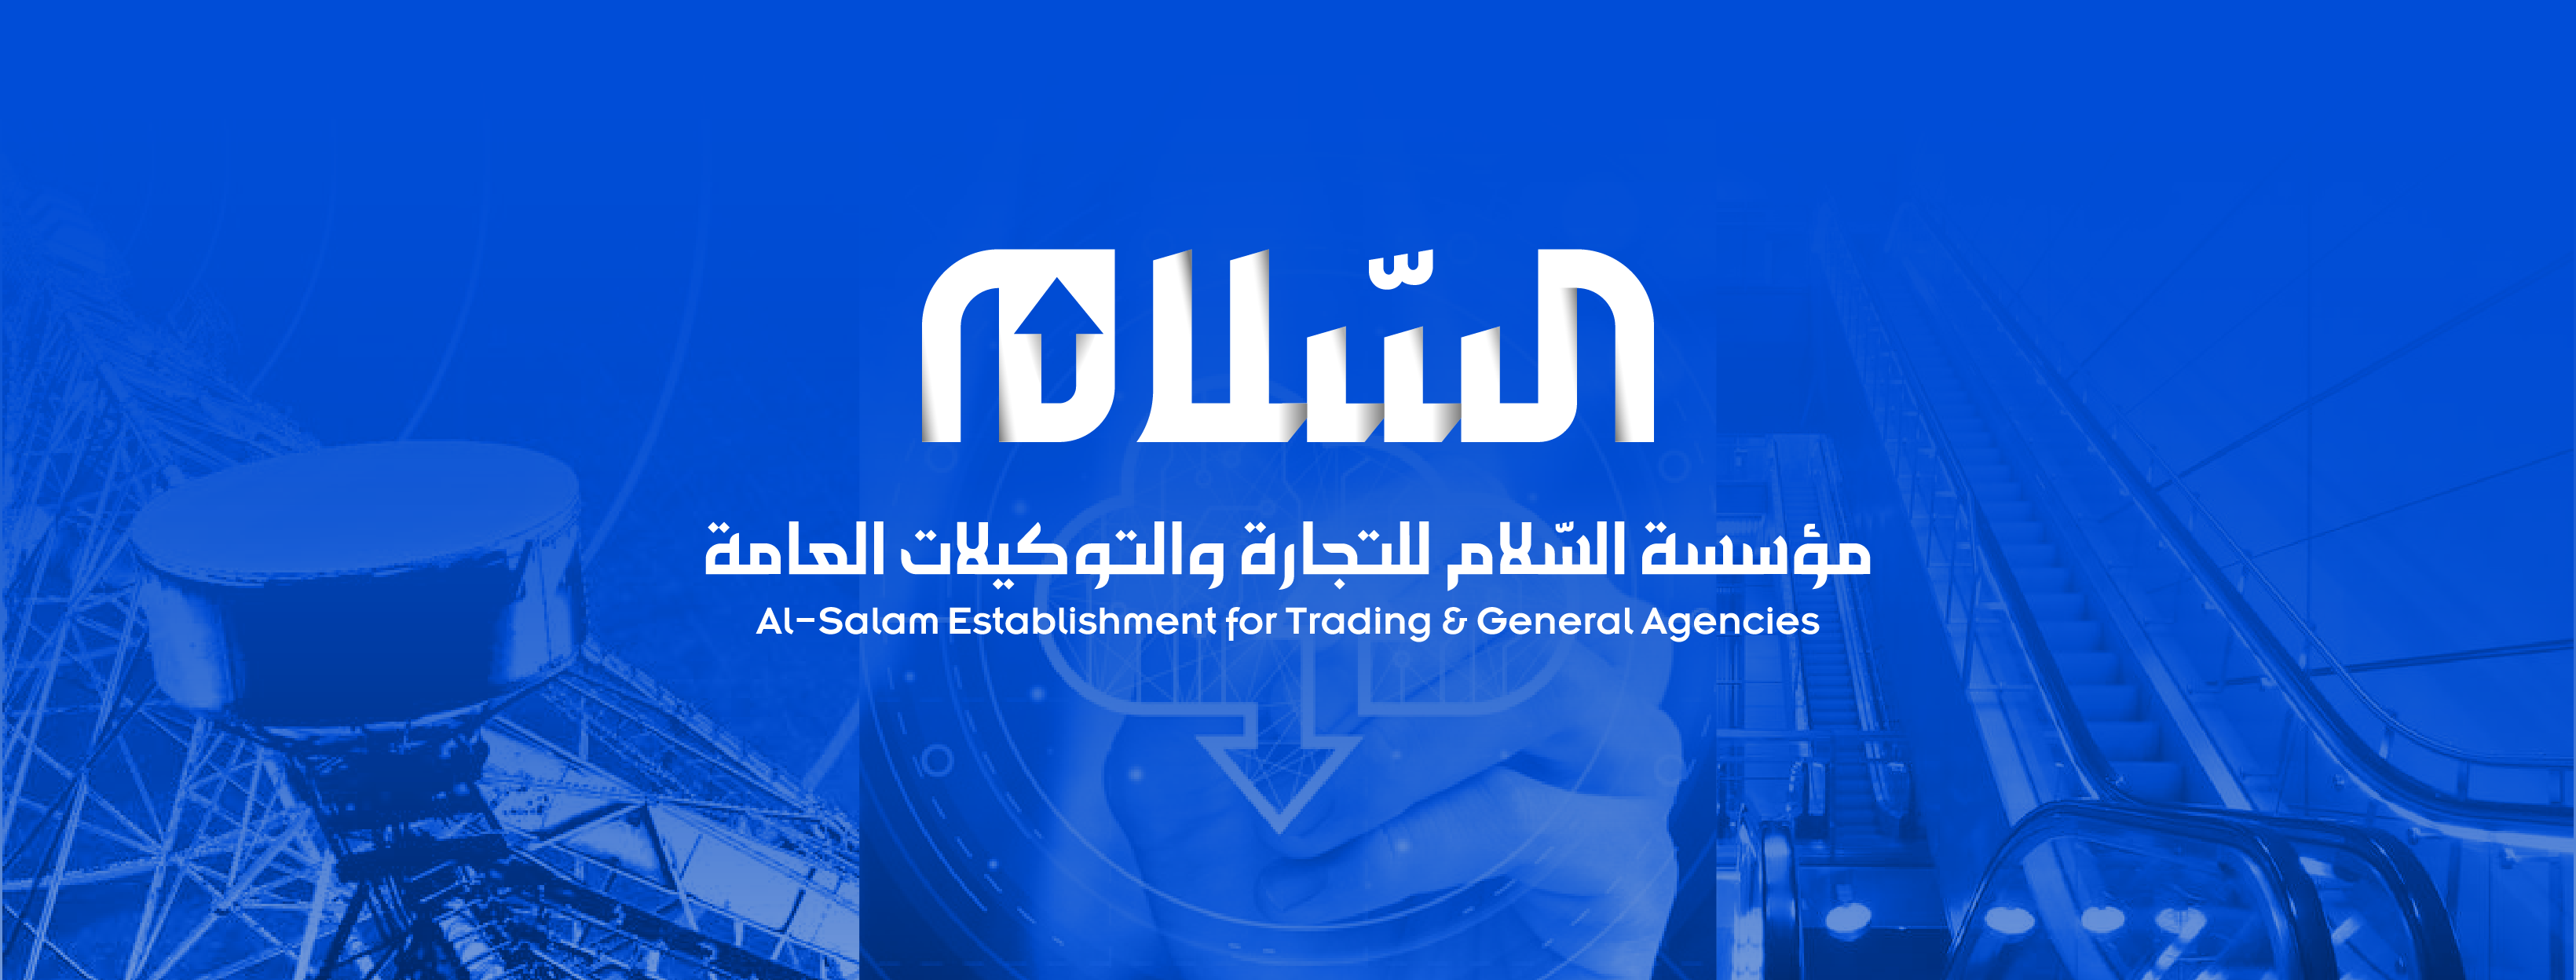 السّلام
مؤسسة السّلام للتجارة والتوكيلات العامة
Al-Salam Establishment for Trading & General Agencies